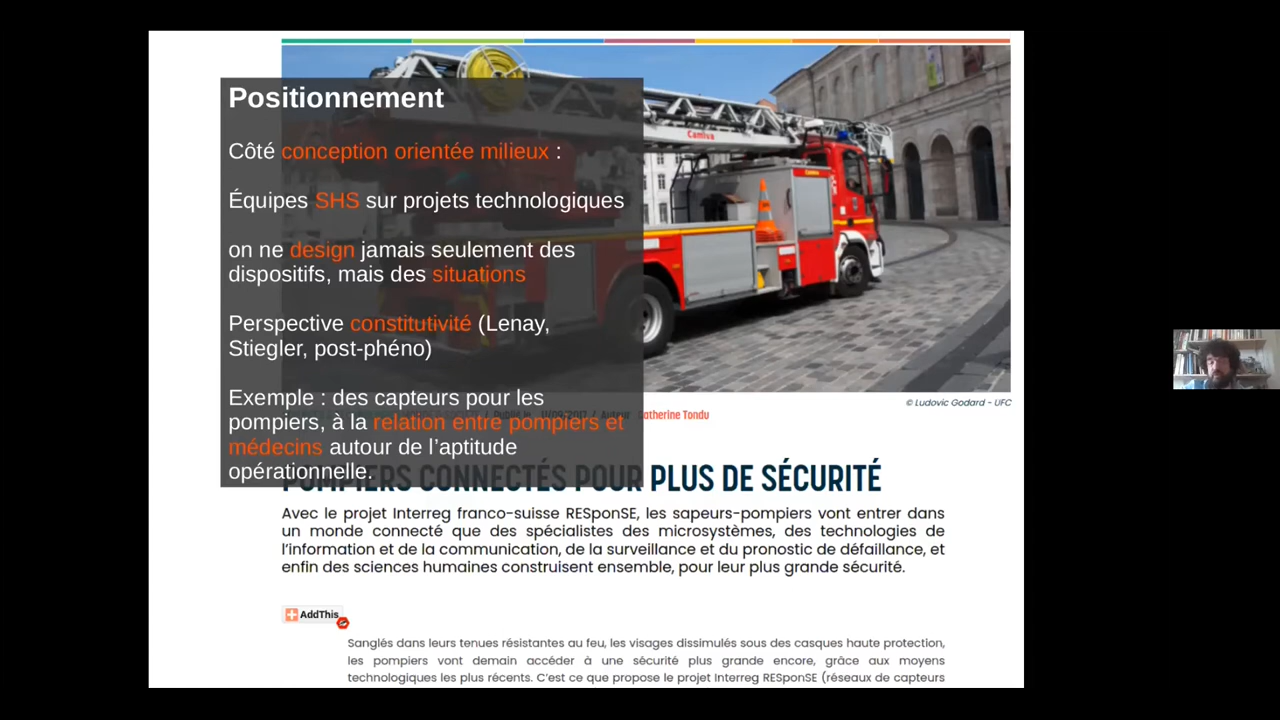 Positionnement
Côté conception orientée milieux :
Équipes SHS sur projets technologiques
on ne design jamais seulement des
dispositifs, mais des situations
Perspective constitutivité (Lenay,
Stiegler, post-phéno)
Exemple : des capteurs pour les
pompiers, à la relation entre pompiers et
médecins autour de l'aptitude
opérationnelle.
Camiva
© Ludovic Godard - UFC
Catherine Tondu
POMPIERS CONNECTÉS POUR PLUS DE SÉCURITÉ
Avec le projet Interreg franco-suisse RESponSE, les sapeurs-pompiers vont entrer dans
un monde connecté que des spécialistes des microsystèmes, des technologies de
l'information et de la communication, de la surveillance et du pronostic de défaillance, et
enfin des sciences humaines construisent ensemble, pour leur plus grande sécurité.
AddThis
Sanglés dans leurs tenues résistantes au feu, les visages dissimulés sous des casques haute protection,
les pompiers vont demain accéder à une sécurité plus grande encore, grâce aux moyens
technologiques les plus récents. C'est ce que propose le projet Interreg RESponSE (réseaux de capteurs